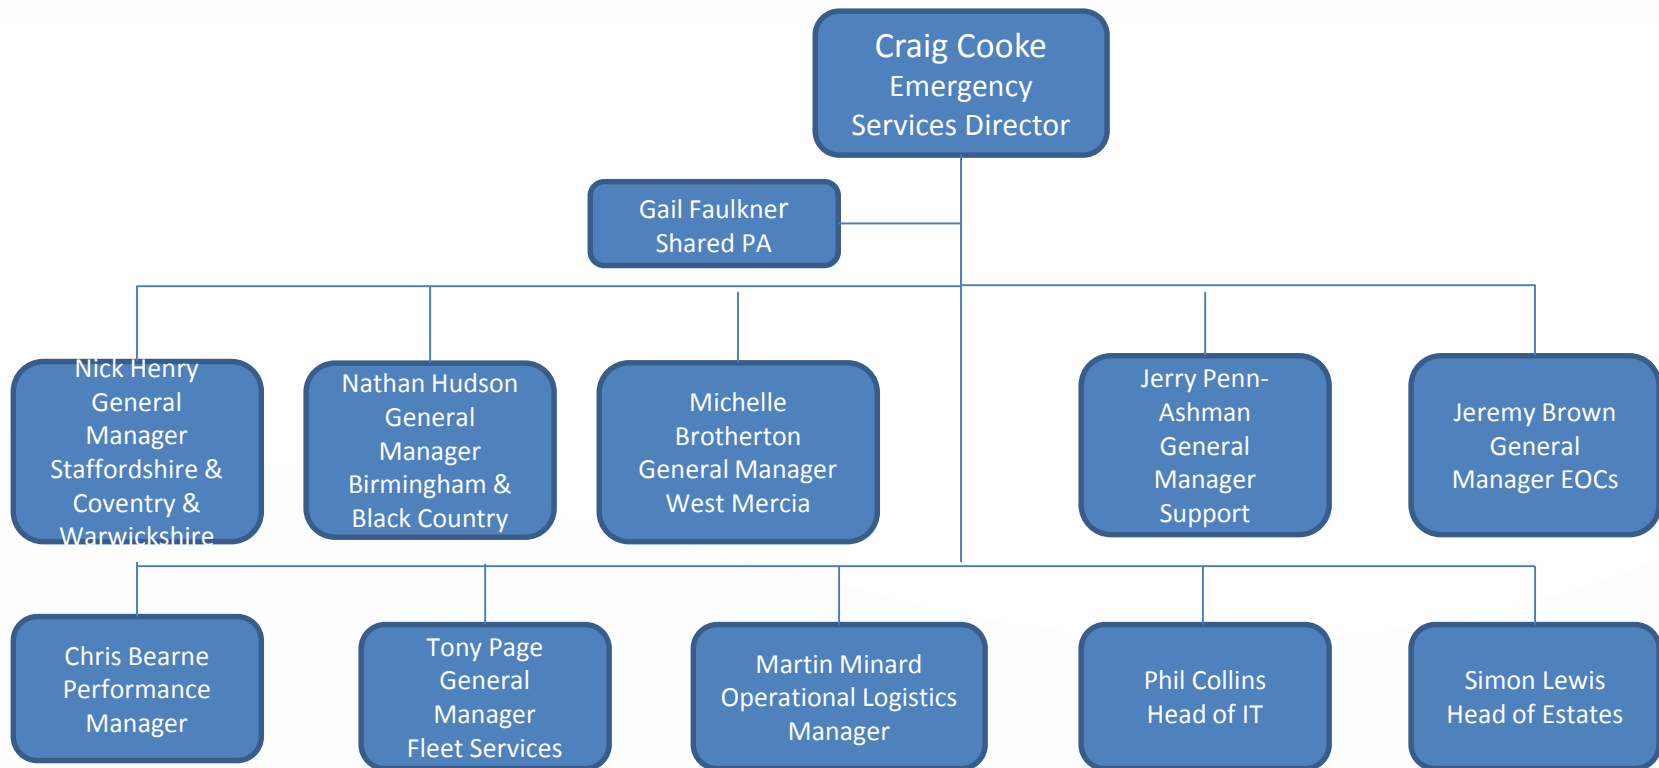 Craig Cooke
Emergency
Services Director
Gail Faulkner
Shared PA
Nick Henry
General
Manager
Staffordshire &
Coventry &
Warwickshire
Nathan Hudson
General
Manager
Birmingham &
Black Country
Michelle
Brotherton
General Manager
West Mercia
Jerry Penn-
Ashman
General
Manager
Support
Jeremy Brown
General
Manager EOCs
Chris Bearne
Performance
Manager
Tony Page
General
Manager
Fleet Services
Martin Minard
Operational Logistics
Manager
Phil Collins
Head of IT
Simon Lewis
Head of Estates